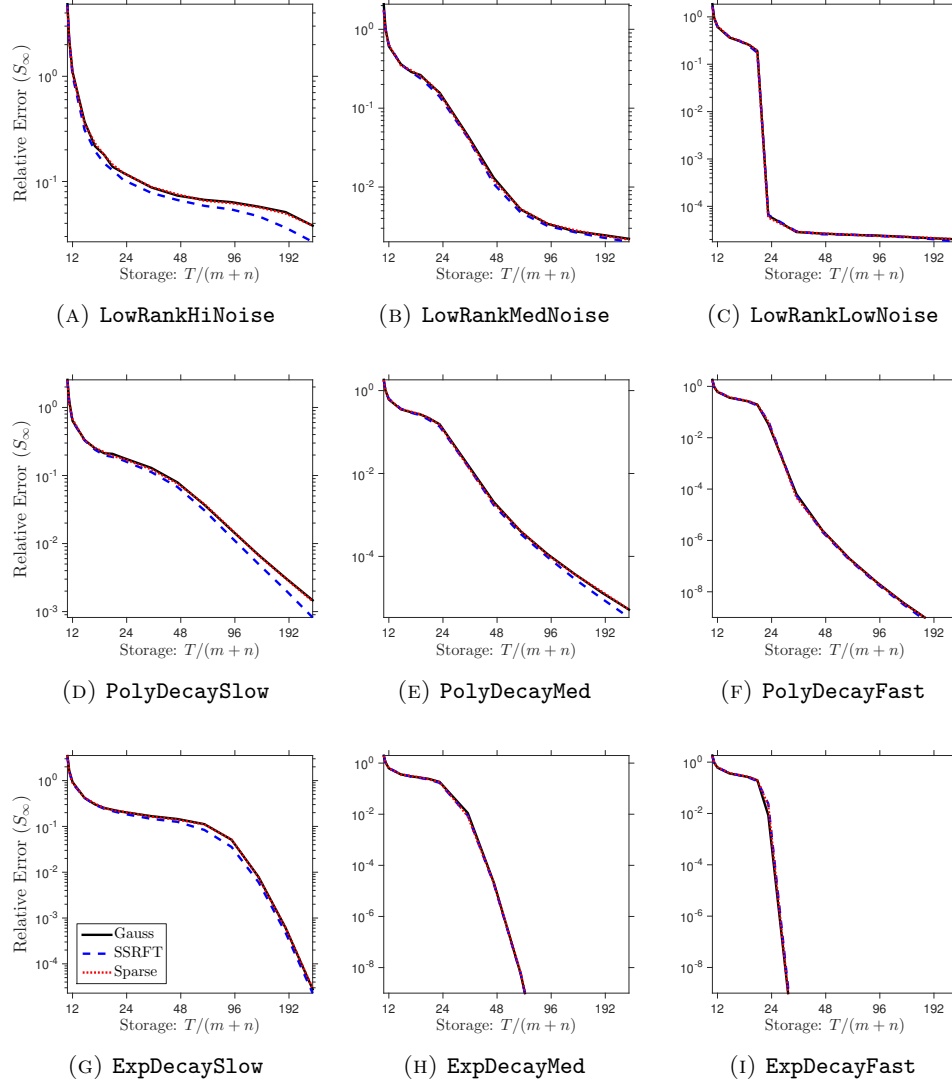 Relative Error (S∞)
10^0
10^-1
12 24 48 96 192
Storage: T/(m + n)
(A) LowRankHiNoise
10^0
10^-1
10^-2
12 24 48 96 192
Storage: T/(m + n)
(B) LowRankMedNoise
10^0
10^-1
10^-2
10^-3
10^-4
12 24 48 96 192
Storage: T/(m + n)
(C) LowRankLowNoise
Relative Error (S∞)
10^0
10^-1
10^-2
10^-3
12 24 48 96 192
Storage: T/(m + n)
(D) PolyDecaySlow
10^0
10^-2
10^-4
12 24 48 96 192
Storage: T/(m + n)
(E) PolyDecayMed
10^0
10^-2
10^-4
10^-6
10^-8
12 24 48 96 192
Storage: T/(m + n)
(F) PolyDecayFast
Relative Error (S∞)
10^0
10^-1
10^-2
10^-3
10^-4
Gauss
SSRFT
Sparse
12 24 48 96 192
Storage: T/(m + n)
(G) ExpDecaySlow
10^0
10^-2
10^-4
10^-6
10^-8
12 24 48 96 192
Storage: T/(m + n)
(H) ExpDecayMed
10^0
10^-2
10^-4
10^-6
10^-8
12 24 48 96 192
Storage: T/(m + n)
(I) ExpDecayFast